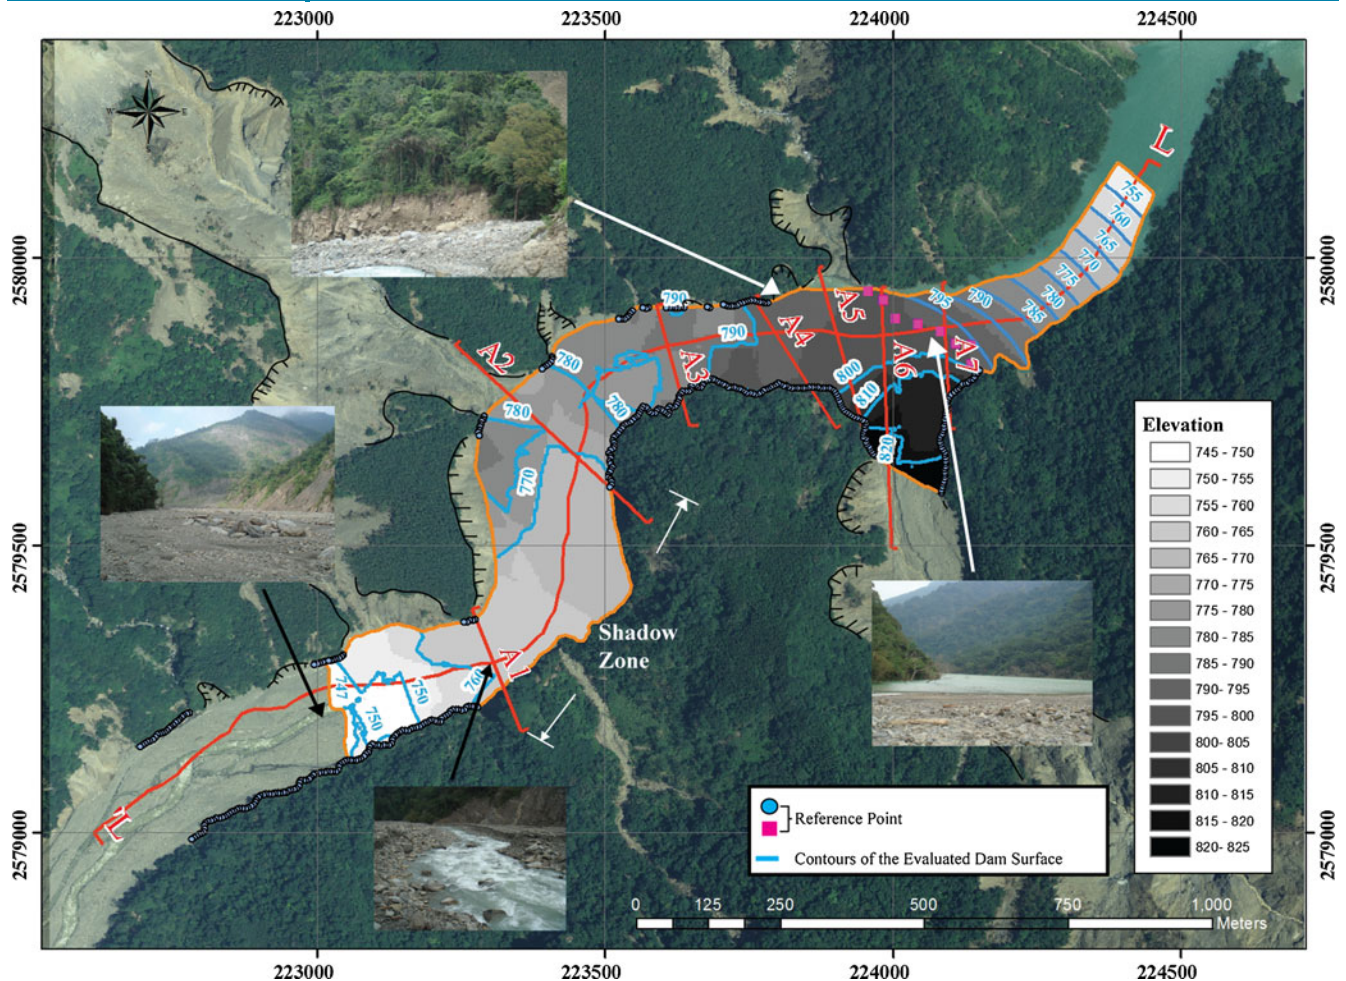 223000 223500 224000 224500
N
W E
L
755
760
2580000 2580000
765
770
775
780
785
790
795
790
790
A5
A4
A6
A7
A2
780
A3
800
810
780
780
820
770
Elevation
745 - 750
750 - 755
755 - 760
760 - 765
765 - 770
770 - 775
775 - 780
780 - 785
785 - 790
790- 795
795 - 800
800- 805
805 - 810
810 - 815
815 - 820
820- 825
2579500 2579500
Shadow
Zone
A1
760
747
750
750
L'
2579000 2579000
Reference Point
Contours of the Evaluated Dam Surface
0 125 250 500 750 1,000
Meters
223000 223500 224000 224500